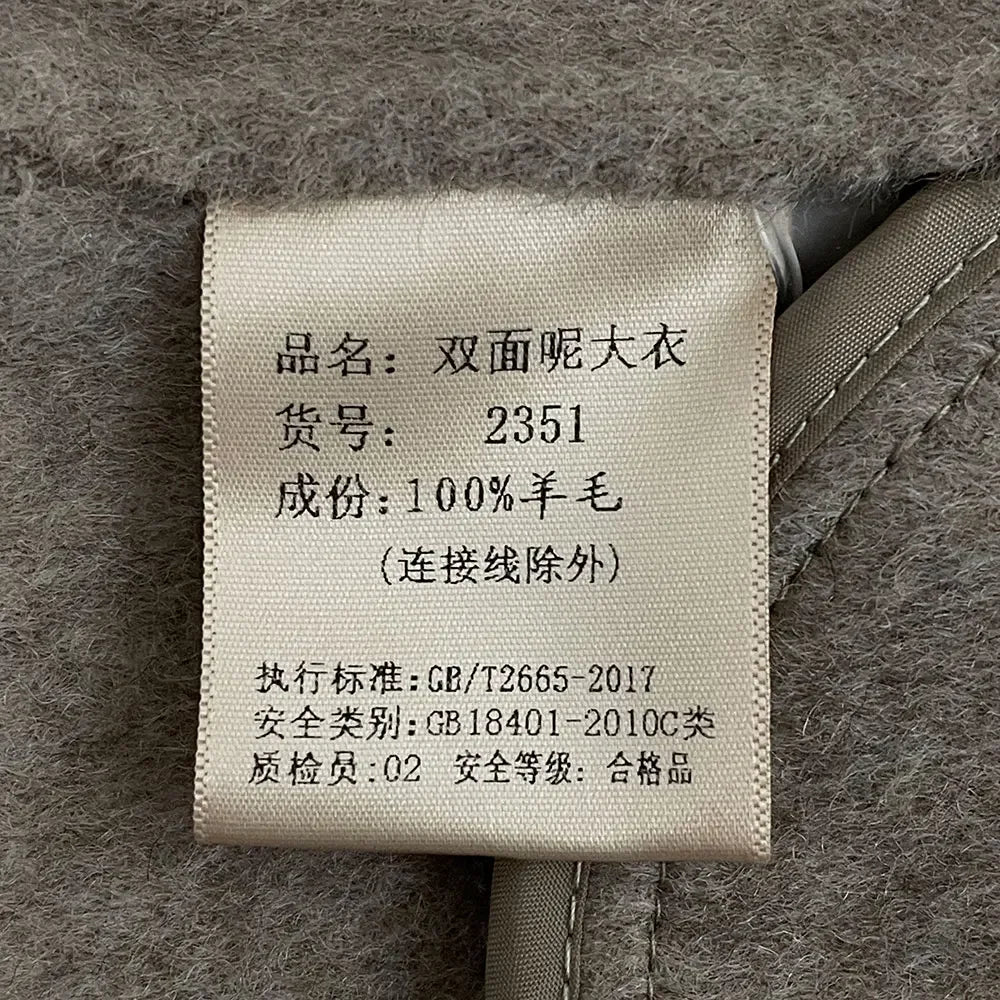 品名: 双面呢大衣
货号: 2351
成份: 100%羊毛
(连接线除外)
执行标准:GB/T2665-2017
安全类别:GB18401-2010C类
质检员:02 安全等级: 合格品